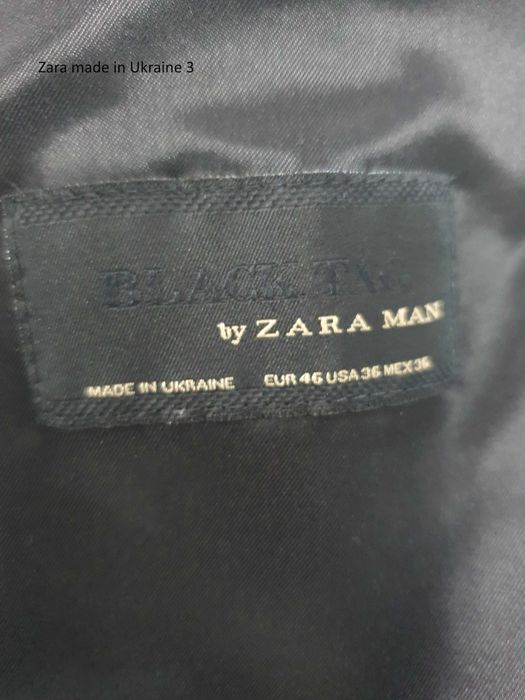 Zara made in Ukraine 3
BLACK TAG
by ZARA MAN
MADE IN UKRAINE EUR 46 USA 36 MEX 36